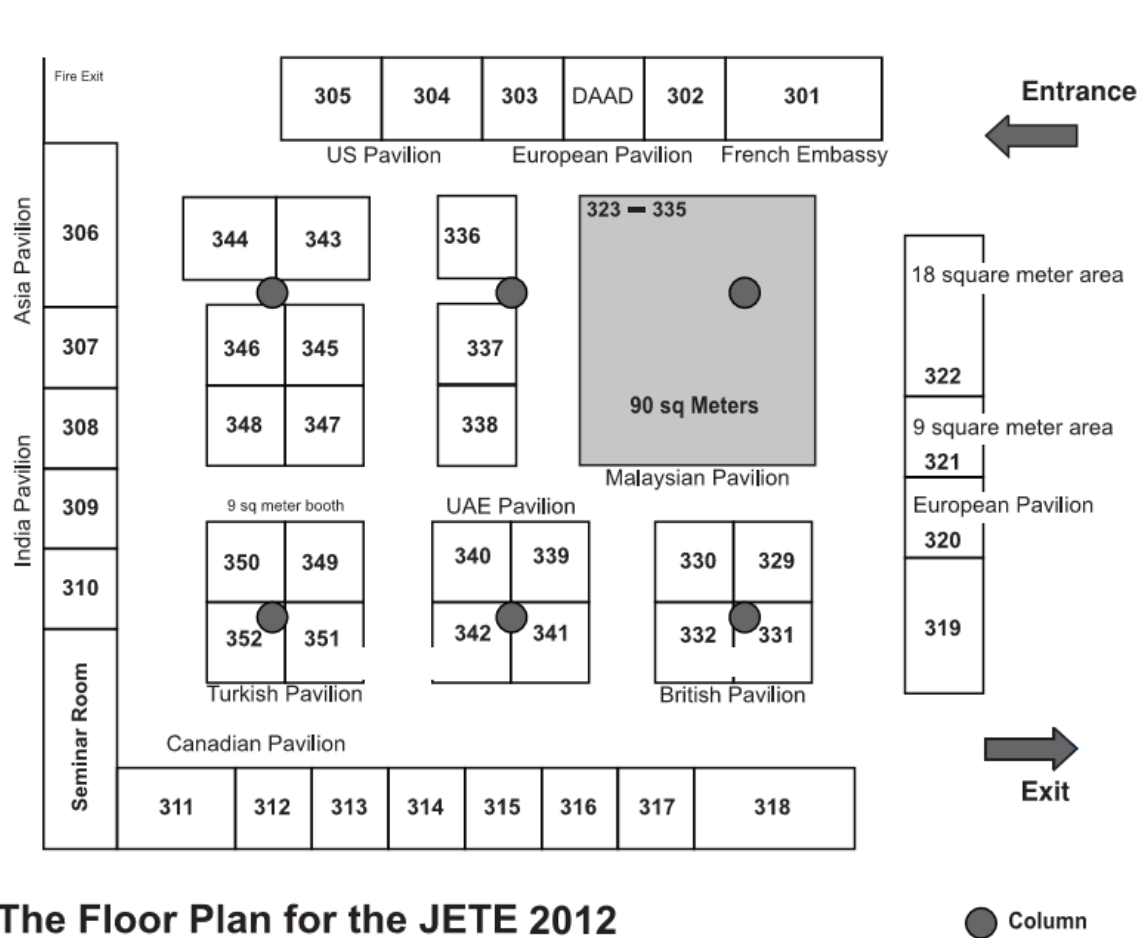 Fire Exit
305
304
303
DAAD
302
301
Entrance
US Pavilion
European Pavilion
French Embassy
Asia Pavilion
306
307
India Pavilion
308
309
310
Seminar Room
344
343
346
345
348
347
336
337
338
323 – 335
90 sq Meters
Malaysian Pavilion
18 square meter area
322
9 square meter area
321
European Pavilion
320
319
9 sq meter booth
350
349
352
351
Turkish Pavilion
UAE Pavilion
340
339
342
341
330
329
332
331
British Pavilion
Canadian Pavilion
311
312
313
314
315
316
317
318
Exit
The Floor Plan for the JETE 2012
Column